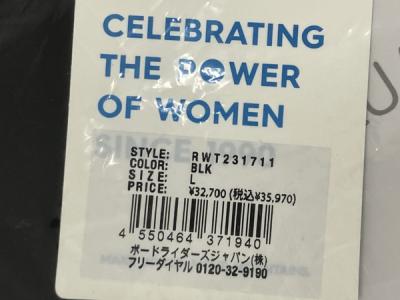 CELEBRATING
THE POWER
OF WOMEN
SINCE 1990
STYLE: RWT231711
COLOR: BLK
SIZE: L
PRICE: ¥32,700 (税込¥35,970)
4 550464 371940
ボードライダーズジャパン(株)
フリーダイヤル 0120-32-9190